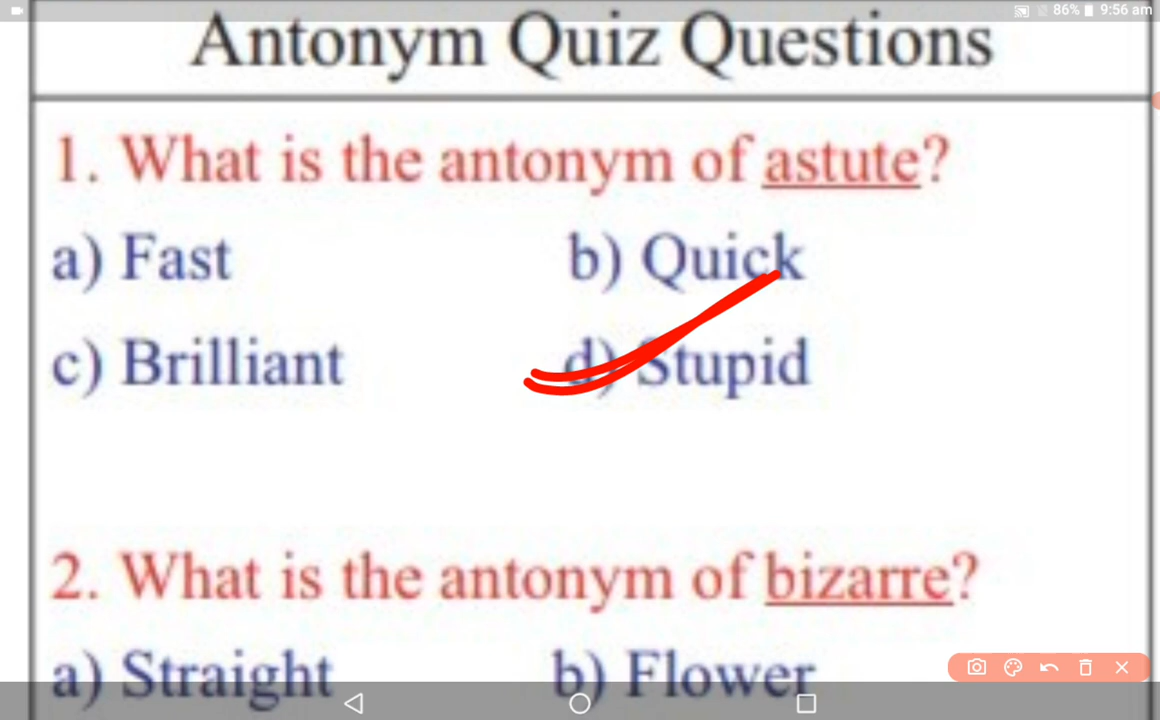 86% 9:56 am
Antonym Quiz Questions
1. What is the antonym of astute?
a) Fast b) Quick
c) Brilliant d) Stupid
2. What is the antonym of bizarre?
a) Straight b) Flower